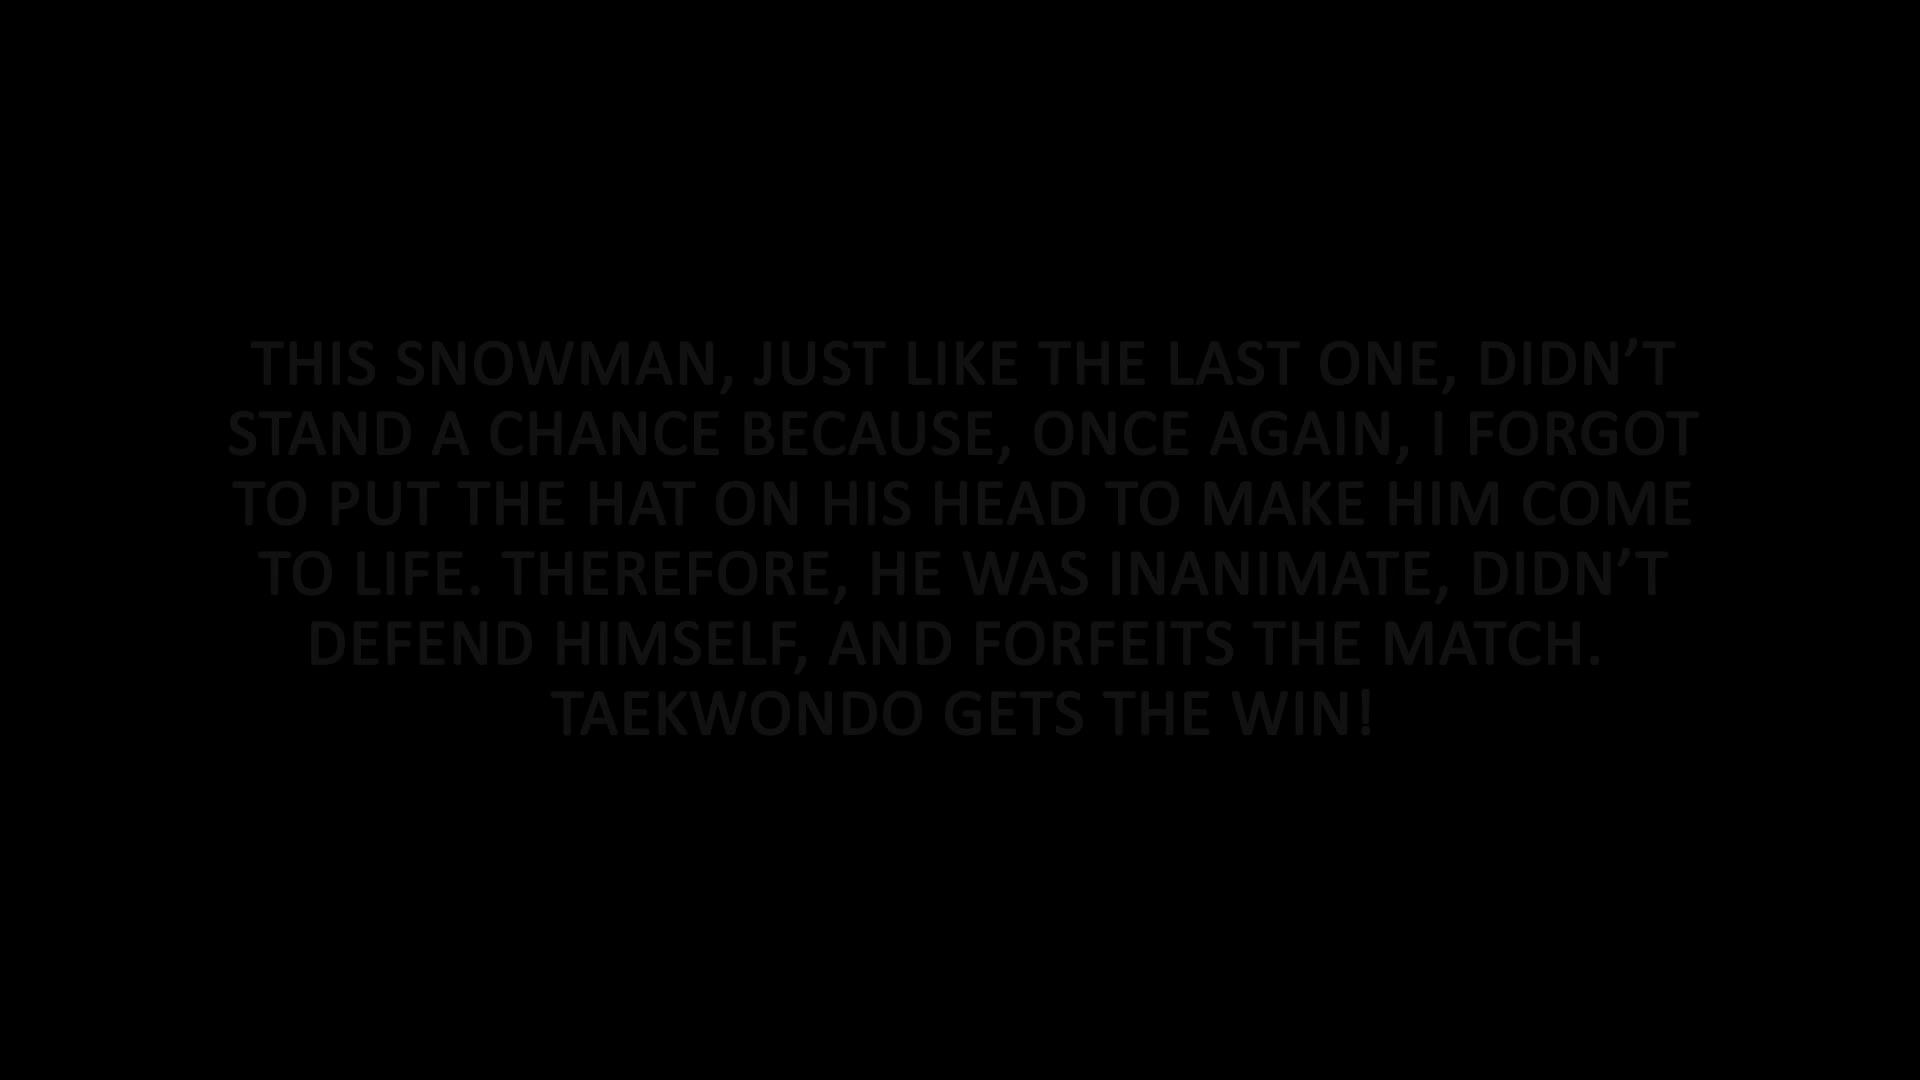 THIS SNOWMAN, JUST LIKE THE LAST ONE, DIDN’T
STAND A CHANCE BECAUSE, ONCE AGAIN, I FORGOT
TO PUT THE HAT ON HIS HEAD TO MAKE HIM COME
TO LIFE. THEREFORE, HE WAS INANIMATE, DIDN’T
DEFEND HIMSELF, AND FORFEITS THE MATCH.
TAEKWONDO GETS THE WIN!